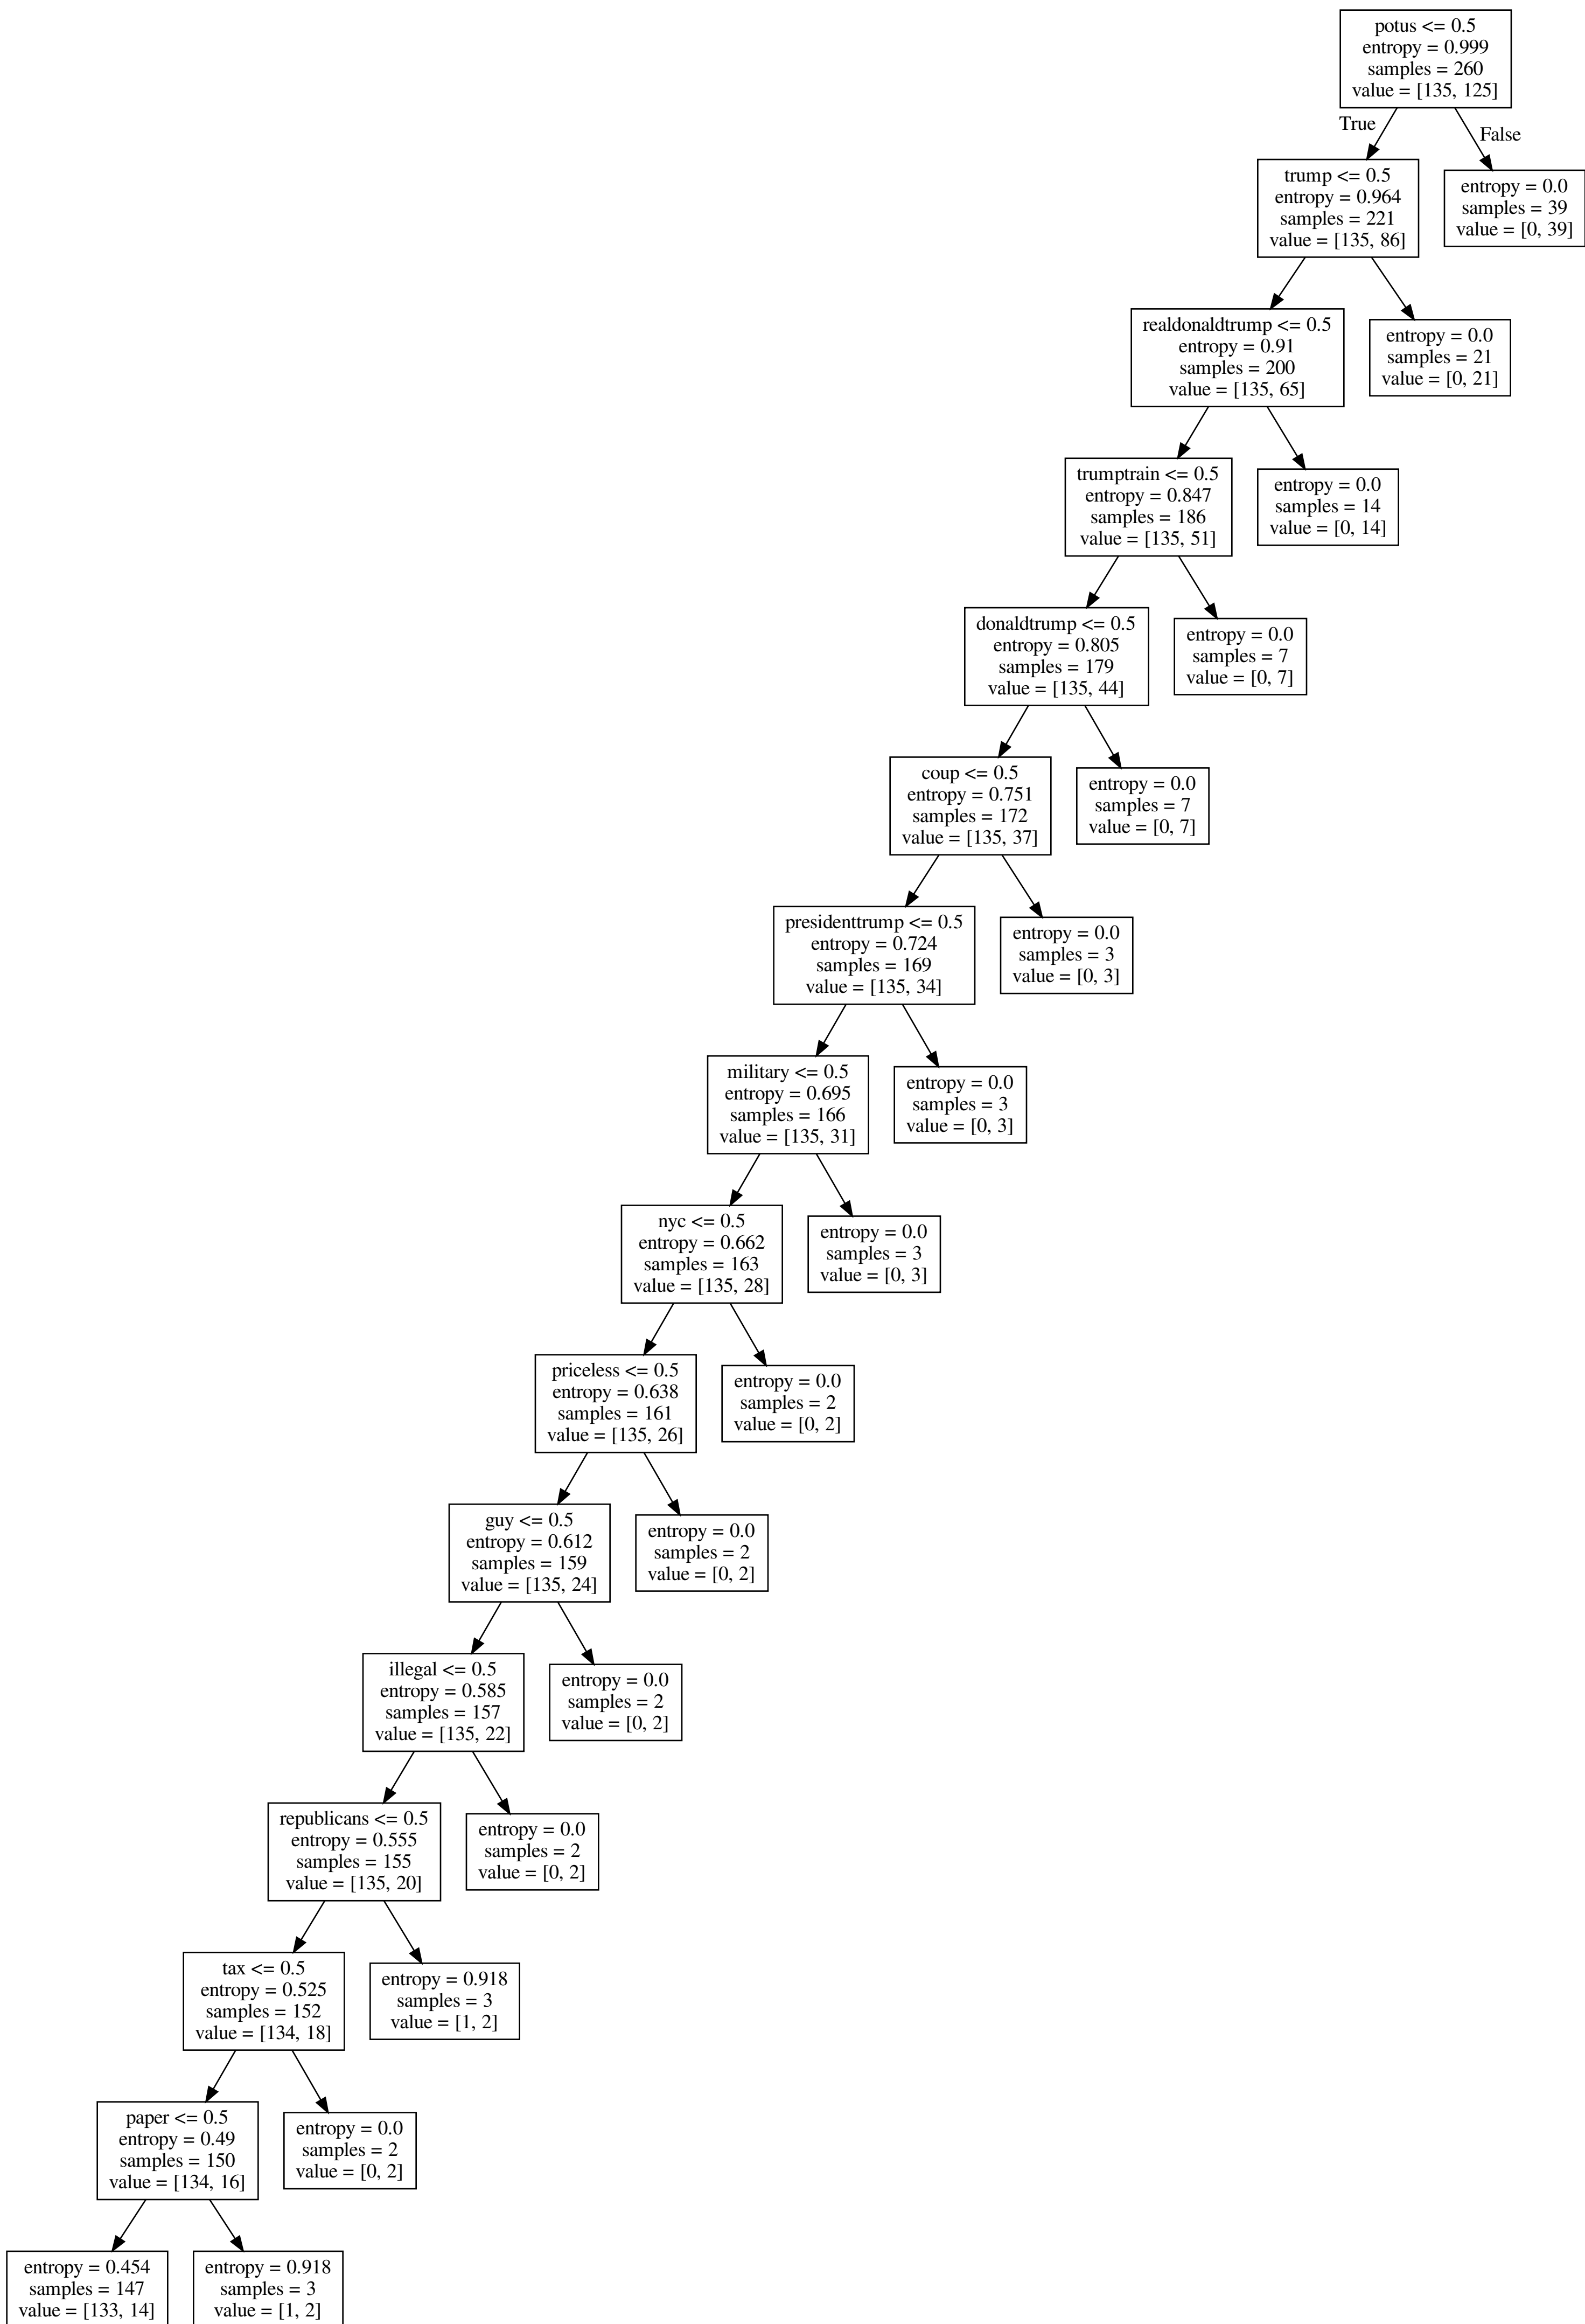 potus <= 0.5
entropy = 0.999
samples = 260
value = [135, 125]
True
False
trump <= 0.5
entropy = 0.964
samples = 221
value = [135, 86]
entropy = 0.0
samples = 39
value = [0, 39]
realdonaldtrump <= 0.5
entropy = 0.91
samples = 200
value = [135, 65]
entropy = 0.0
samples = 21
value = [0, 21]
trumptrain <= 0.5
entropy = 0.847
samples = 186
value = [135, 51]
entropy = 0.0
samples = 14
value = [0, 14]
donaldtrump <= 0.5
entropy = 0.805
samples = 179
value = [135, 44]
entropy = 0.0
samples = 7
value = [0, 7]
coup <= 0.5
entropy = 0.751
samples = 172
value = [135, 37]
entropy = 0.0
samples = 7
value = [0, 7]
presidenttrump <= 0.5
entropy = 0.724
samples = 169
value = [135, 34]
entropy = 0.0
samples = 3
value = [0, 3]
military <= 0.5
entropy = 0.695
samples = 166
value = [135, 31]
entropy = 0.0
samples = 3
value = [0, 3]
nyc <= 0.5
entropy = 0.662
samples = 163
value = [135, 28]
entropy = 0.0
samples = 3
value = [0, 3]
priceless <= 0.5
entropy = 0.638
samples = 161
value = [135, 26]
entropy = 0.0
samples = 2
value = [0, 2]
guy <= 0.5
entropy = 0.612
samples = 159
value = [135, 24]
entropy = 0.0
samples = 2
value = [0, 2]
illegal <= 0.5
entropy = 0.585
samples = 157
value = [135, 22]
entropy = 0.0
samples = 2
value = [0, 2]
republicans <= 0.5
entropy = 0.555
samples = 155
value = [135, 20]
entropy = 0.0
samples = 2
value = [0, 2]
tax <= 0.5
entropy = 0.525
samples = 152
value = [134, 18]
entropy = 0.918
samples = 3
value = [1, 2]
paper <= 0.5
entropy = 0.49
samples = 150
value = [134, 16]
entropy = 0.0
samples = 2
value = [0, 2]
entropy = 0.454
samples = 147
value = [133, 14]
entropy = 0.918
samples = 3
value = [1, 2]